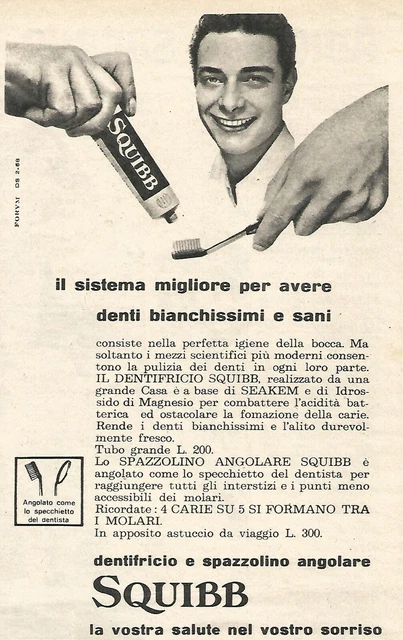 SQUIBB
FORVM DS 2-58
il sistema migliore per avere
denti bianchissimi e sani
consiste nella perfetta igiene della bocca. Ma
soltanto i mezzi scientifici più moderni consen-
tono la pulizia dei denti in ogni loro parte.
IL DENTIFRICIO SQUIBB, realizzato da una
grande Casa e a base di SEAKEM e di Idros-
sido di Magnesio per combattere l'acidità bat-
terica ed ostacolare la fomazione della carie.
Rende i denti bianchissimi e l'alito durevol-
mente fresco.
Tubo grande L. 200.
Lo SPAZZOLINO ANGOLARE SQUIBB è
angolato come lo specchietto del dentista per
raggiungere tutti gli interstizi e i punti meno
accessibili dei molari.
Ricordate: 4 CARIE SU 5 SI FORMANO TRA
I MOLARI.
In apposito astuccio da viaggio L. 300.
Angolato come
lo specchietto
del dentista
dentifricio e spazzolino angolare
SQUIBB
la vostra salute nel vostro sorriso